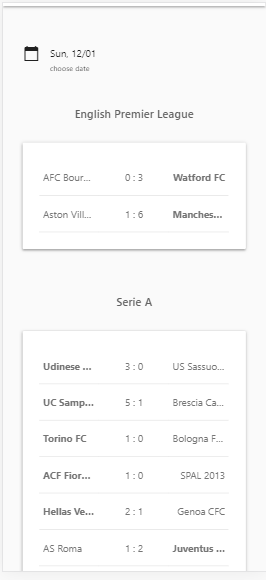 Sun, 12/01
choose date
English Premier League
AFC Bour... 0 : 3 Watford FC
Aston Vill... 1 : 6 Manches...
Serie A
Udinese ... 3 : 0 US Sassuo...
UC Samp... 5 : 1 Brescia Ca...
Torino FC 1 : 0 Bologna F...
ACF Fior... 1 : 0 SPAL 2013
Hellas Ve... 2 : 1 Genoa CFC
AS Roma 1 : 2 Juventus ...